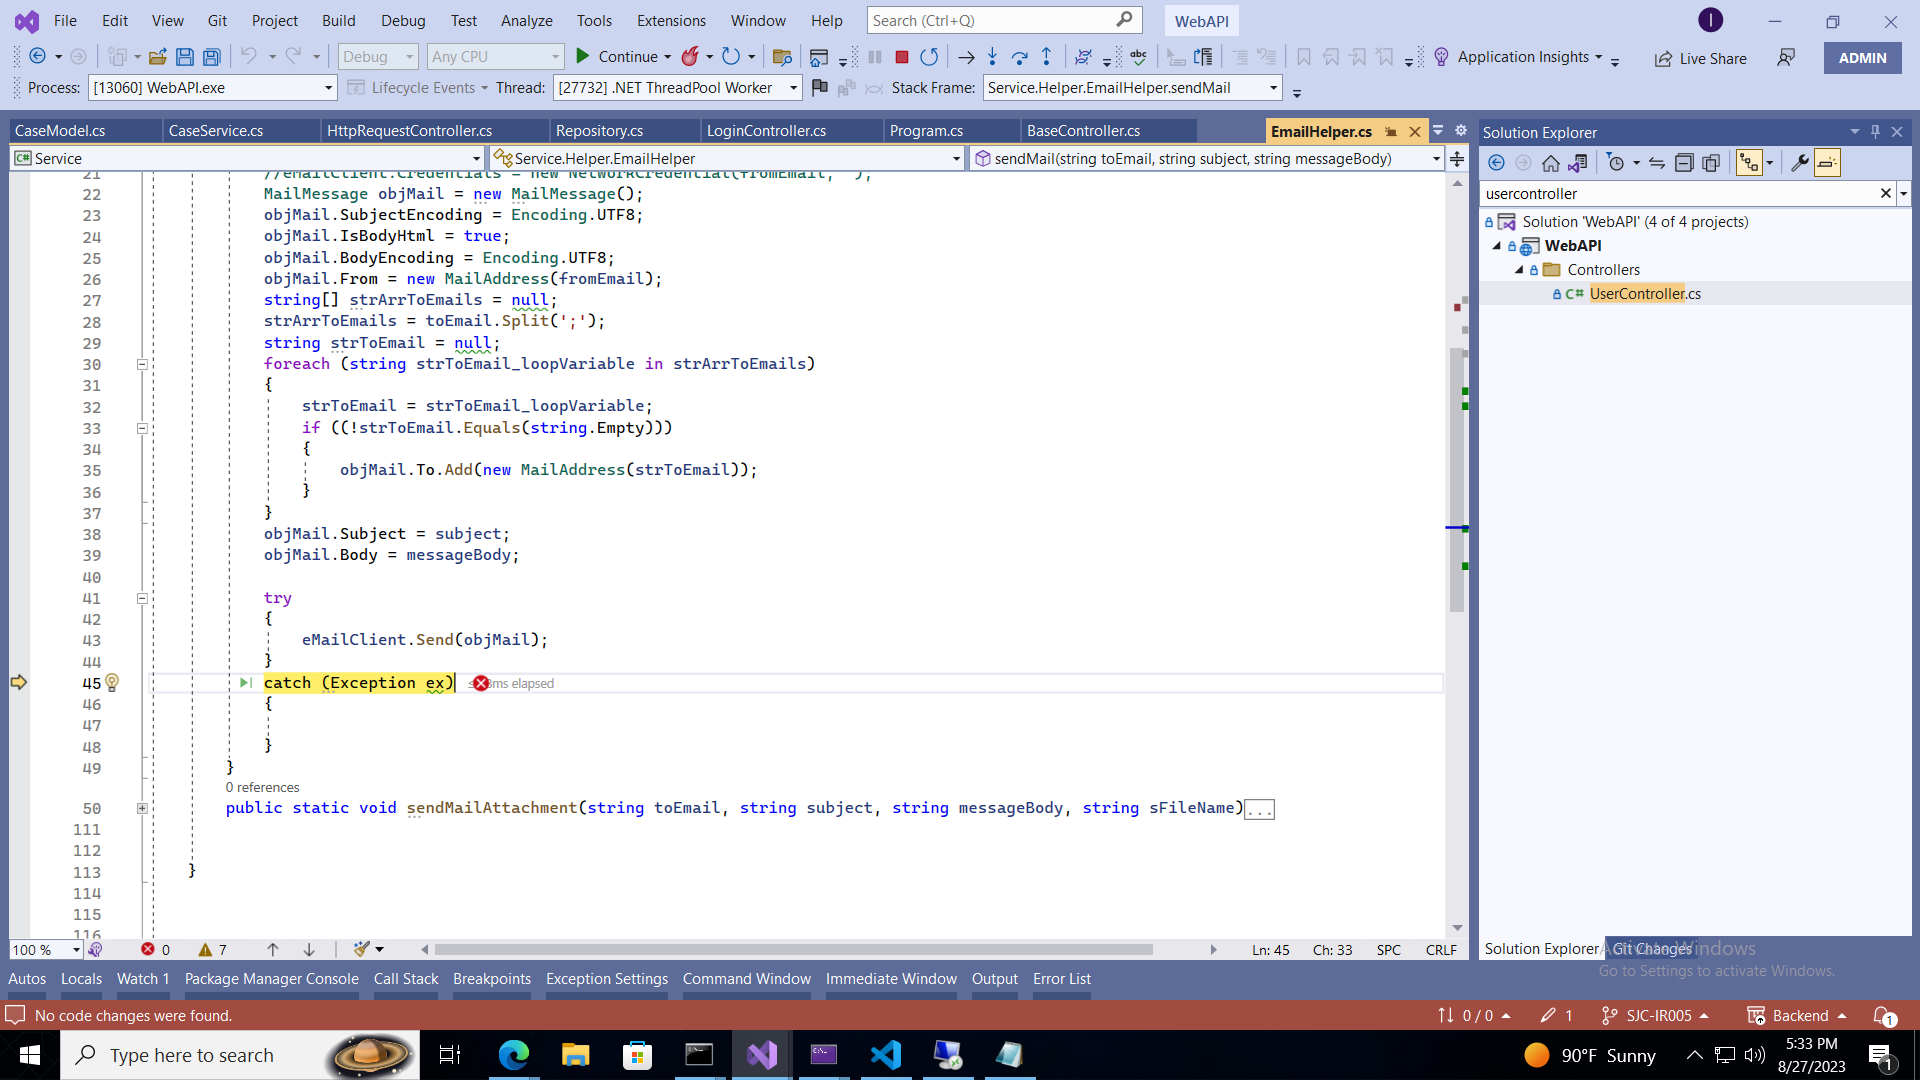 File Edit View Git Project Build Debug Test Analyze Tools Extensions Window Help Search (Ctrl+Q) WebAPI I
Debug Any CPU Continue Application Insights Live Share ADMIN
Process: [13060] WebAPI.exe Lifecycle Events Thread: [27732] .NET ThreadPool Worker Stack Frame: Service.Helper.EmailHelper.sendMail
CaseModel.cs CaseService.cs HttpRequestController.cs Repository.cs LoginController.cs Program.cs BaseController.cs EmailHelper.cs
Service Service.Helper.EmailHelper sendMail(string toEmail, string subject, string messageBody)
21 //eMailClient.Credentials = new NetworkCredential(fromEmail, "");
22 MailMessage objMail = new MailMessage();
23 objMail.SubjectEncoding = Encoding.UTF8;
24 objMail.IsBodyHtml = true;
25 objMail.BodyEncoding = Encoding.UTF8;
26 objMail.From = new MailAddress(fromEmail);
27 string[] strArrToEmails = null;
28 strArrToEmails = toEmail.Split(';');
29 string strToEmail = null;
30 foreach (string strToEmail_loopVariable in strArrToEmails)
31 {
32 strToEmail = strToEmail_loopVariable;
33 if ((!strToEmail.Equals(string.Empty)))
34 {
35 objMail.To.Add(new MailAddress(strToEmail));
36 }
37 }
38 objMail.Subject = subject;
39 objMail.Body = messageBody;
40
41 try
42 {
43 eMailClient.Send(objMail);
44 }
45 catch (Exception ex) ms elapsed
46 {
47
48 }
49 }
0 references
50 public static void sendMailAttachment(string toEmail, string subject, string messageBody, string sFileName)...
111
112
113 }
114
115
116
100 % 0 7 Ln: 45 Ch: 33 SPC CRLF
Solution Explorer
usercontroller
Solution 'WebAPI' (4 of 4 projects)
WebAPI
Controllers
C# UserController.cs
Solution Explorer Git Changes
Activate Windows
Go to Settings to activate Windows.
Autos Locals Watch 1 Package Manager Console Call Stack Breakpoints Exception Settings Command Window Immediate Window Output Error List
No code changes were found. 0 / 0 1 SJC-IR005 Backend 1
Type here to search 90°F Sunny 5:33 PM
8/27/2023 1